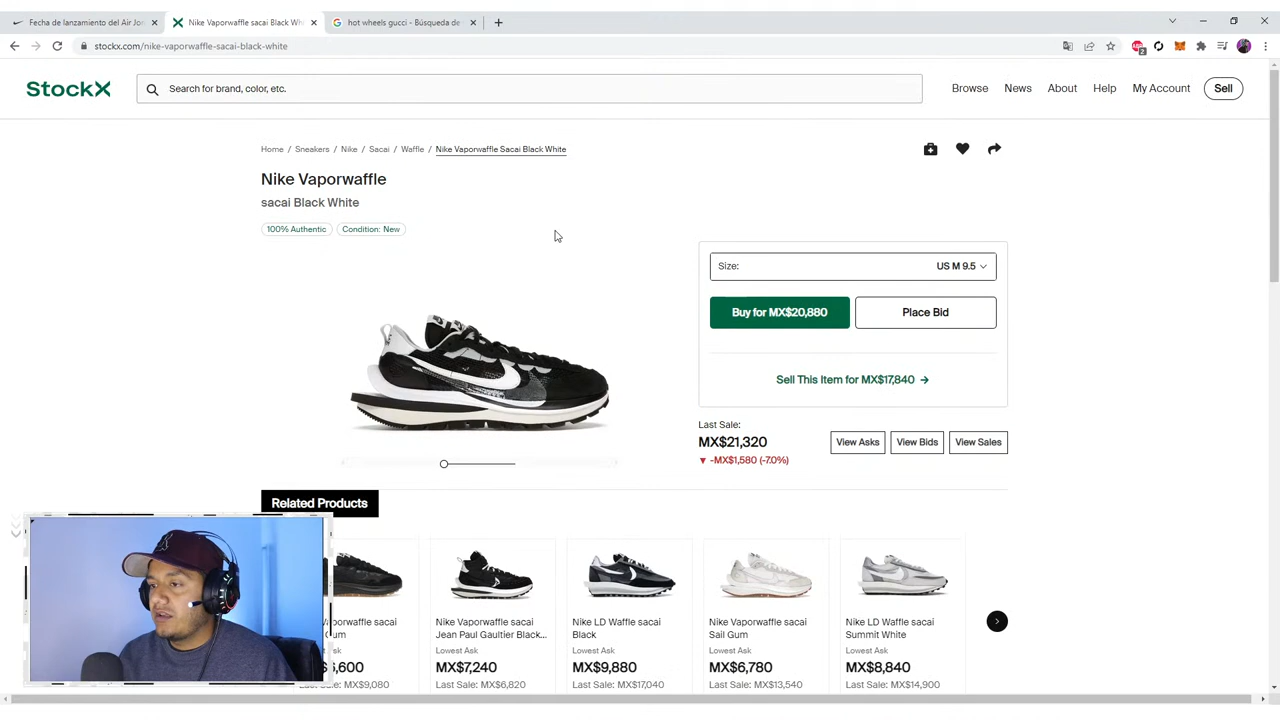 Fecha de lanzamiento del Air Jor
Nike Vaporwaffle sacai Black Wh
hot wheels gucci - Búsqueda de
stockx.com/nike-vaporwaffle-sacai-black-white
StockX
Search for brand, color, etc.
Browse
News
About
Help
My Account
Sell
Home / Sneakers / Nike / Sacai / Waffle / Nike Vaporwaffle Sacai Black White
Nike Vaporwaffle
sacai Black White
100% Authentic
Condition: New
Size:
US M 9.5
Buy for MX$20,880
Place Bid
Sell This Item for MX$17,840 →
Last Sale:
MX$21,320
▼ -MX$1,580 (-7.0%)
View Asks
View Bids
View Sales
Related Products
sacai
Gum
,600
Sale: MX$9,080
Nike Vaporwaffle sacai
Jean Paul Gaultier Black...
Lowest Ask
MX$7,240
Last Sale: MX$6,820
Nike LD Waffle sacai
Black
Lowest Ask
MX$9,880
Last Sale: MX$17,040
Nike Vaporwaffle sacai
Sail Gum
Lowest Ask
MX$6,780
Last Sale: MX$13,540
Nike LD Waffle sacai
Summit White
Lowest Ask
MX$8,840
Last Sale: MX$14,900